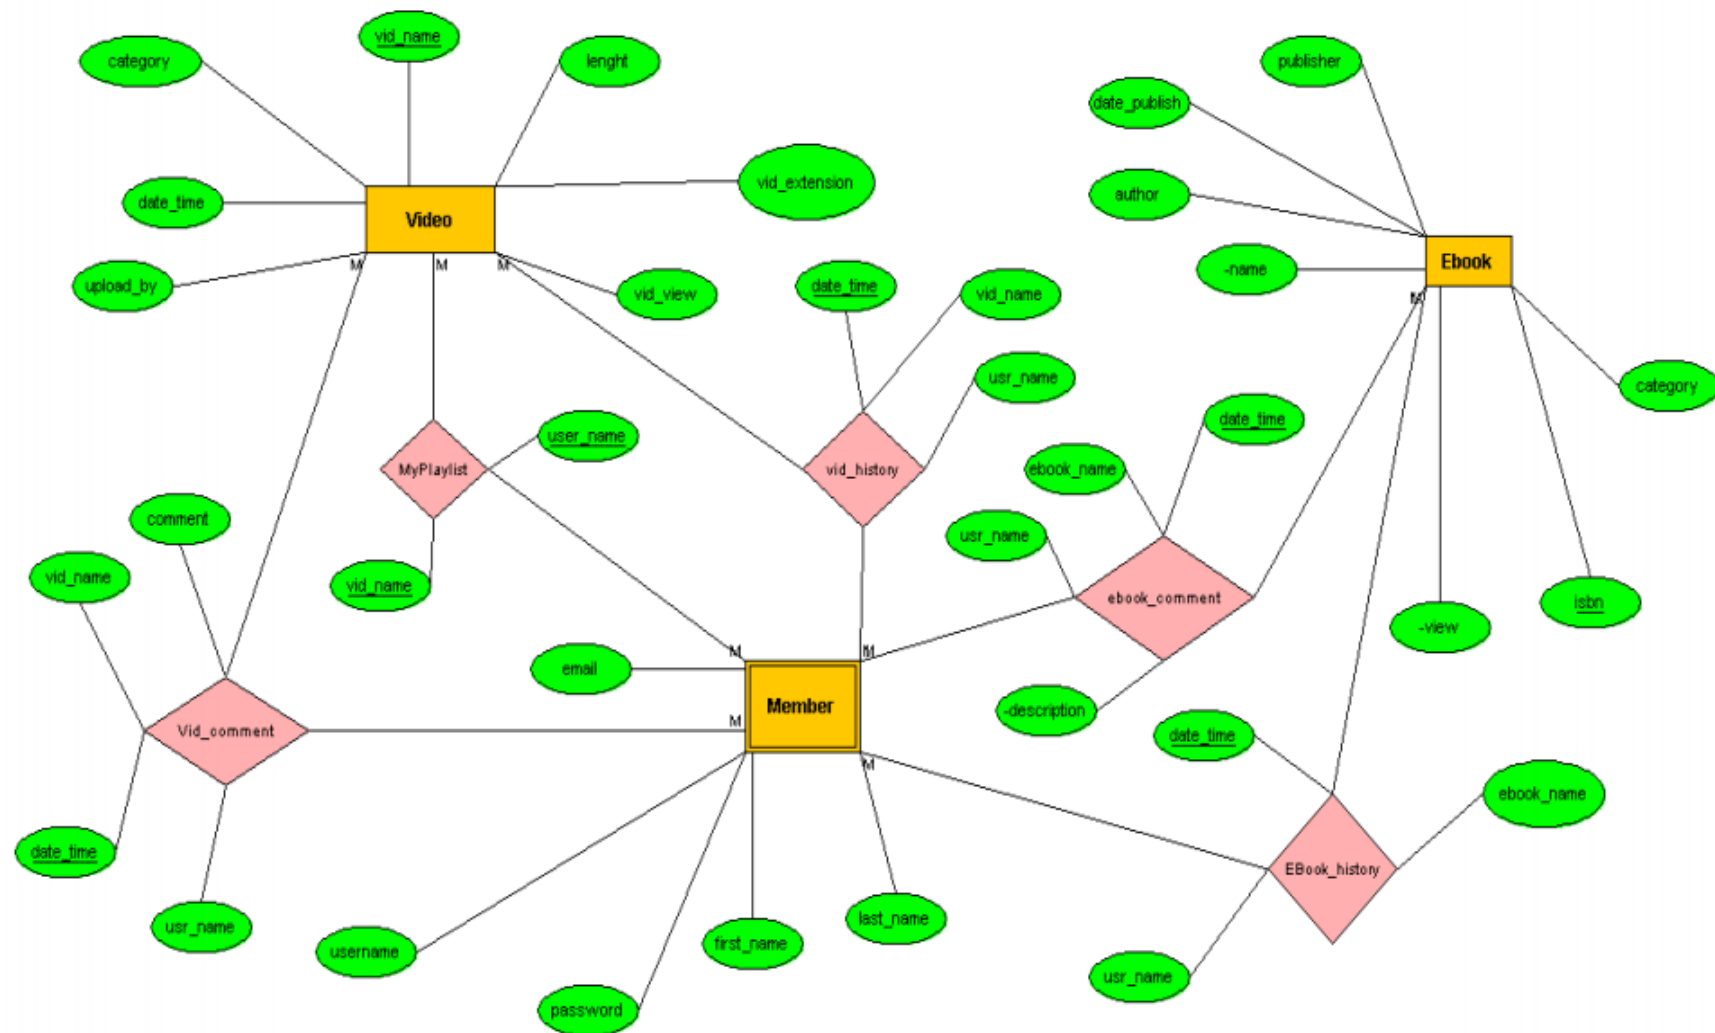 vid_name
category
lenght
publisher
date_publish
vid_extension
author
date_time
Video
Ebook
-name
upload_by
M
M
M
vid_view
date_time
vid_name
M
usr_name
category
date_time
user_name
MyPlaylist
vid_history
ebook_name
comment
usr_name
vid_name
vid_name
ebook_comment
isbn
-view
M
M
email
Member
-description
M
Vid_comment
date_time
M
ebook_name
date_time
EBook_history
last_name
usr_name
first_name
username
usr_name
password